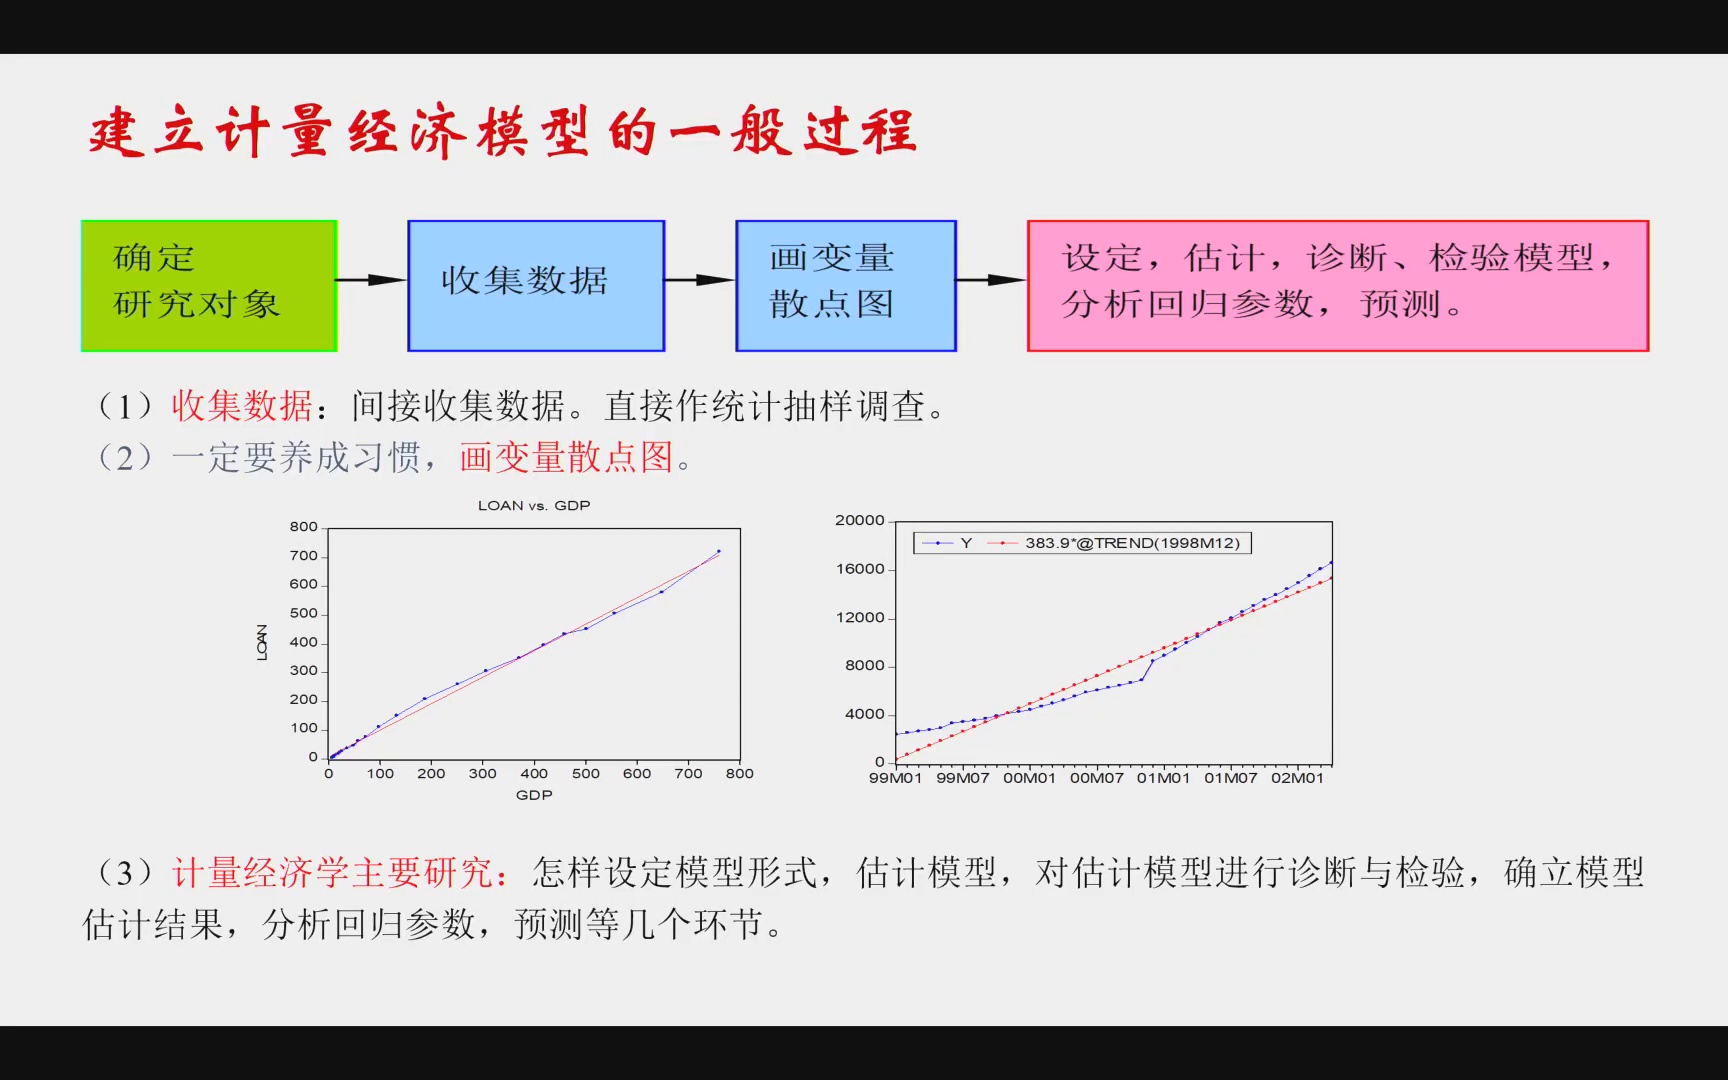 建立计量经济模型的一般过程
确定
研究对象
收集数据
画变量
散点图
设定，估计，诊断、检验模型，
分析回归参数，预测。
（1）收集数据：间接收集数据。直接作统计抽样调查。
（2）一定要养成习惯，画变量散点图。
LOAN vs. GDP
800
700
600
500
400
300
200
100
0
LOAN
0 100 200 300 400 500 600 700 800
GDP
20000
16000
12000
8000
4000
0
Y 383.9*@TREND(1998M12)
99M01 99M07 00M01 00M07 01M01 01M07 02M01
（3）计量经济学主要研究：怎样设定模型形式，估计模型，对估计模型进行诊断与检验，确立模型
估计结果，分析回归参数，预测等几个环节。